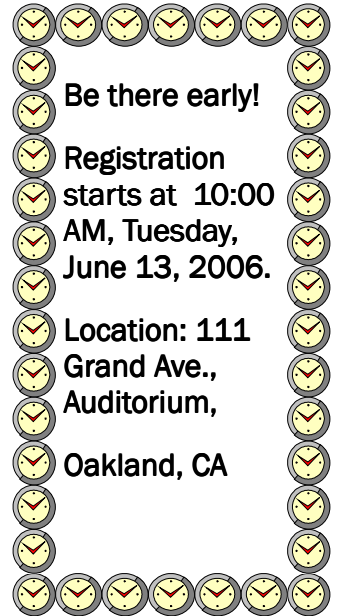 Be there early!
Registration
starts at 10:00
AM, Tuesday,
June 13, 2006.
Location: 111
Grand Ave.,
Auditorium,
Oakland, CA